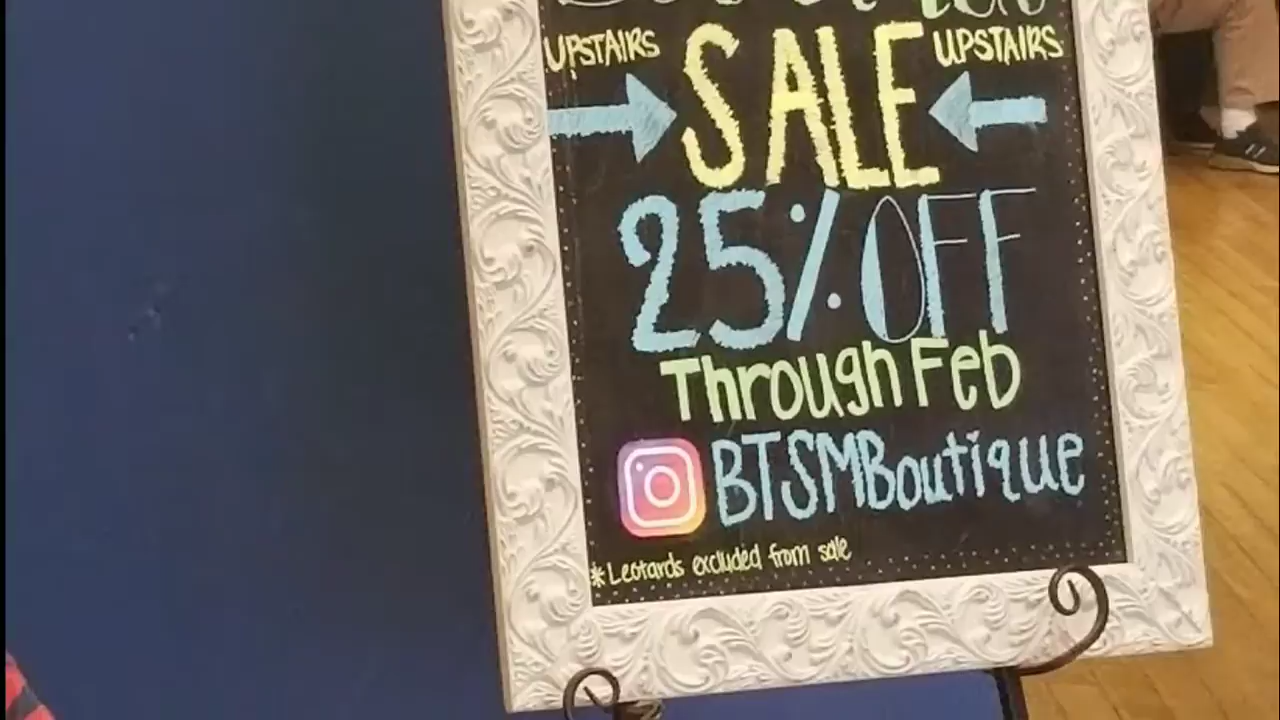 UPSTAIRS SALE UPSTAIRS
25% OFF
Through Feb
BTSMBoutique
*Leotards excluded from sale